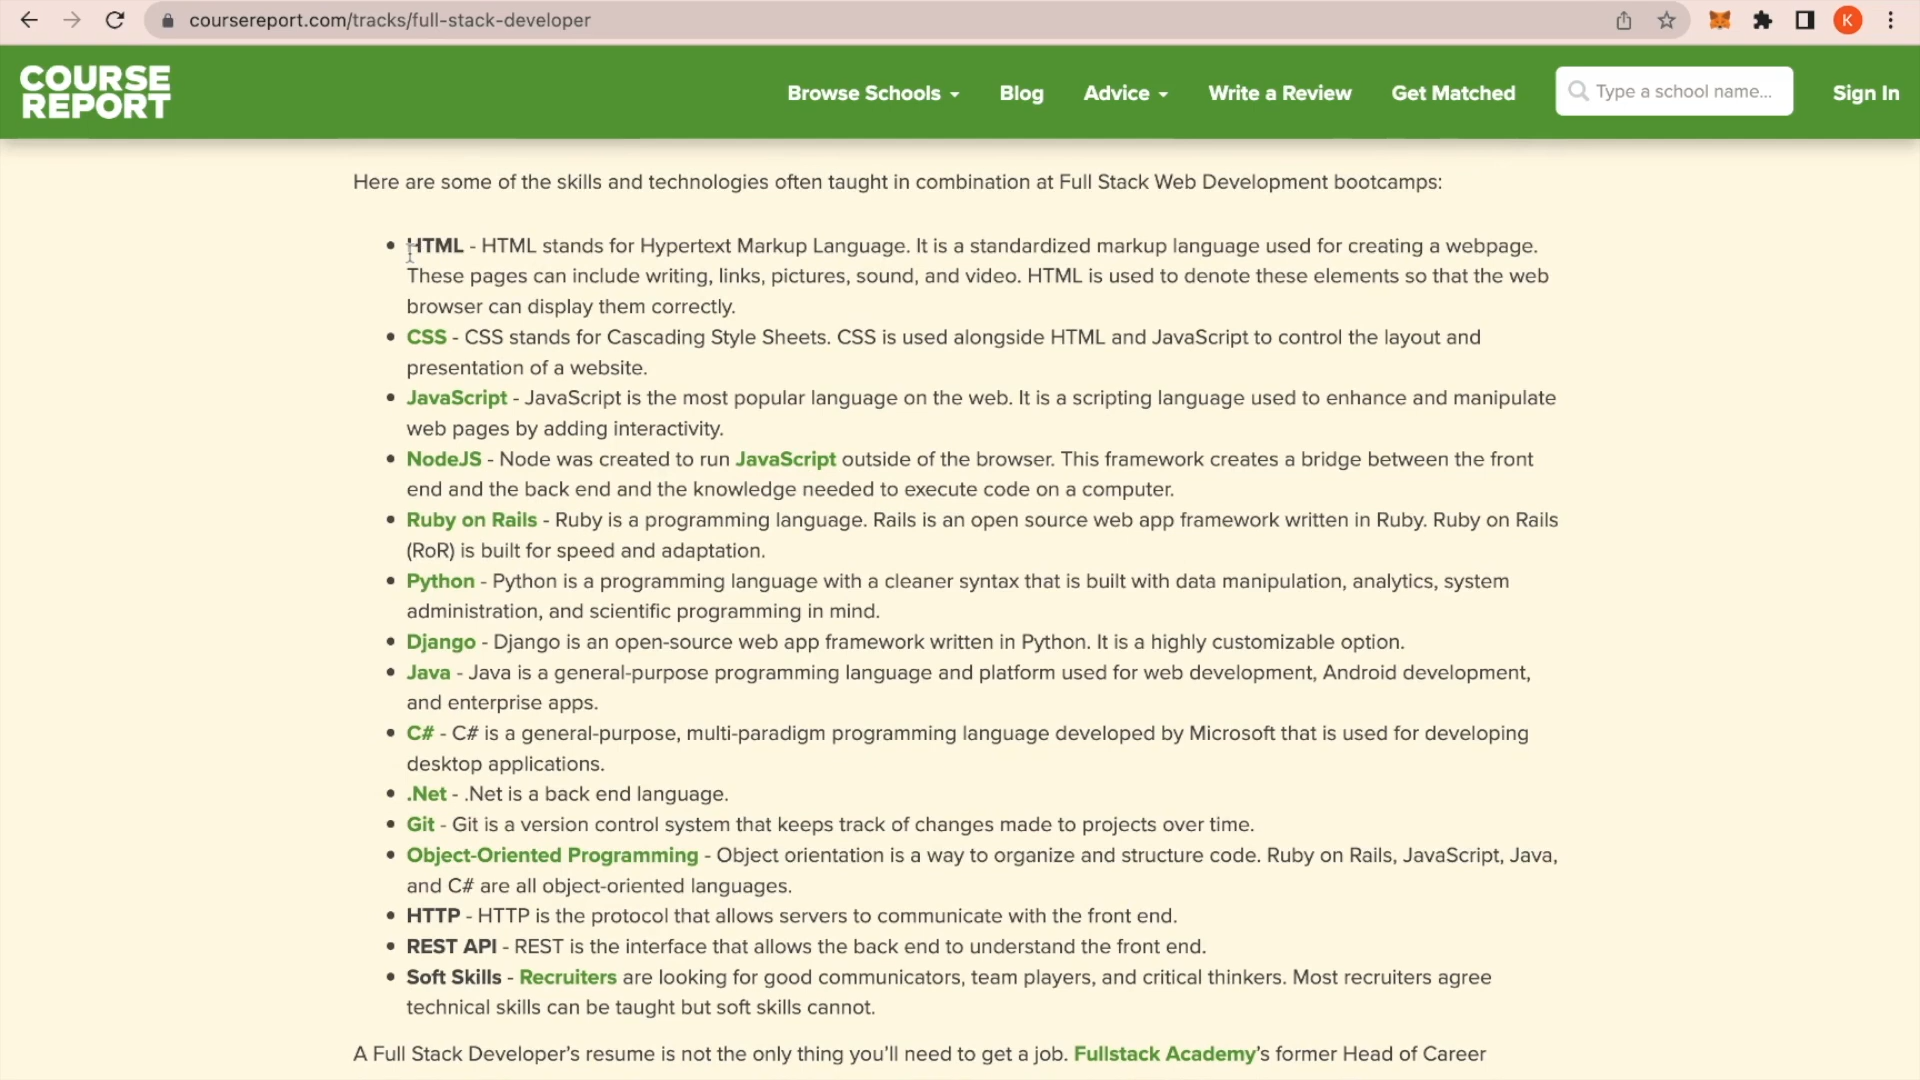 coursereport.com/tracks/full-stack-developer
K
COURSE
REPORT
Browse Schools
Blog
Advice
Write a Review
Get Matched
Type a school name...
Sign In
Here are some of the skills and technologies often taught in combination at Full Stack Web Development bootcamps:
HTML - HTML stands for Hypertext Markup Language. It is a standardized markup language used for creating a webpage.
These pages can include writing, links, pictures, sound, and video. HTML is used to denote these elements so that the web
browser can display them correctly.
CSS - CSS stands for Cascading Style Sheets. CSS is used alongside HTML and JavaScript to control the layout and
presentation of a website.
JavaScript - JavaScript is the most popular language on the web. It is a scripting language used to enhance and manipulate
web pages by adding interactivity.
NodeJS - Node was created to run JavaScript outside of the browser. This framework creates a bridge between the front
end and the back end and the knowledge needed to execute code on a computer.
Ruby on Rails - Ruby is a programming language. Rails is an open source web app framework written in Ruby. Ruby on Rails
(RoR) is built for speed and adaptation.
Python - Python is a programming language with a cleaner syntax that is built with data manipulation, analytics, system
administration, and scientific programming in mind.
Django - Django is an open-source web app framework written in Python. It is a highly customizable option.
Java - Java is a general-purpose programming language and platform used for web development, Android development,
and enterprise apps.
C# - C# is a general-purpose, multi-paradigm programming language developed by Microsoft that is used for developing
desktop applications.
.Net - .Net is a back end language.
Git - Git is a version control system that keeps track of changes made to projects over time.
Object-Oriented Programming - Object orientation is a way to organize and structure code. Ruby on Rails, JavaScript, Java,
and C# are all object-oriented languages.
HTTP - HTTP is the protocol that allows servers to communicate with the front end.
REST API - REST is the interface that allows the back end to understand the front end.
Soft Skills - Recruiters are looking for good communicators, team players, and critical thinkers. Most recruiters agree
technical skills can be taught but soft skills cannot.
A Full Stack Developer's resume is not the only thing you'll need to get a job. Fullstack Academy's former Head of Career